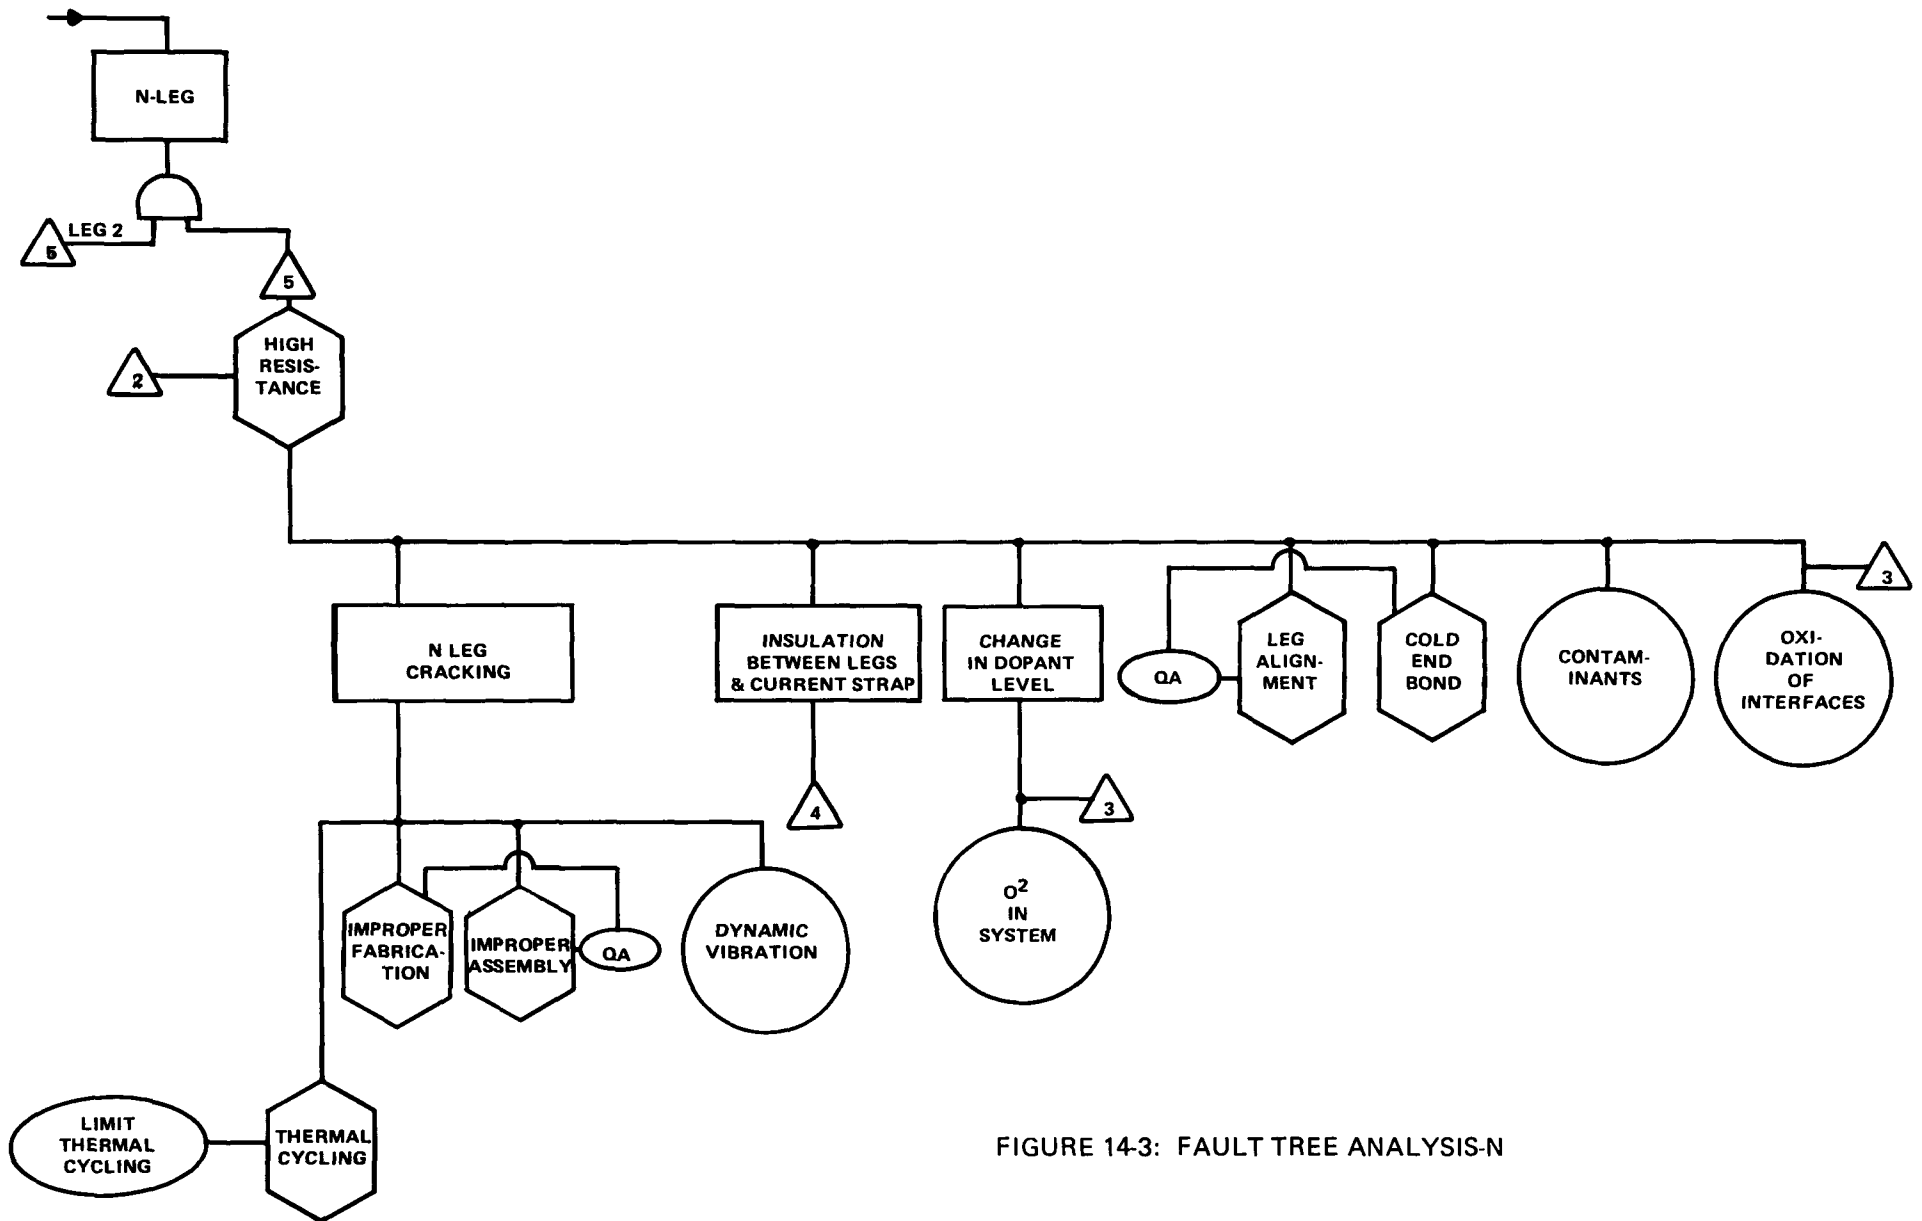 N-LEG
LEG 2
5
5
HIGH
RESIS-
TANCE
2
3
N LEG
CRACKING
INSULATION
BETWEEN LEGS
& CURRENT STRAP
CHANGE
IN DOPANT
LEVEL
QA
LEG
ALIGN-
MENT
COLD
END
BOND
CONTAM-
INANTS
OXI-
DATION
OF
INTERFACES
4
3
IMPROPER
FABRICA-
TION
IMPROPER
ASSEMBLY
QA
DYNAMIC
VIBRATION
O²
IN
SYSTEM
LIMIT
THERMAL
CYCLING
THERMAL
CYCLING
FIGURE 14-3: FAULT TREE ANALYSIS-N